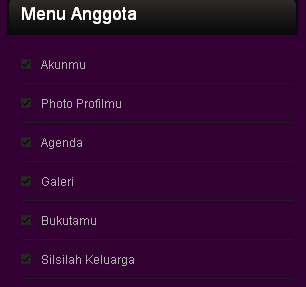 Menu Anggota
Akunmu
Photo Profilmu
Agenda
Galeri
Bukutamu
Silsilah Keluarga